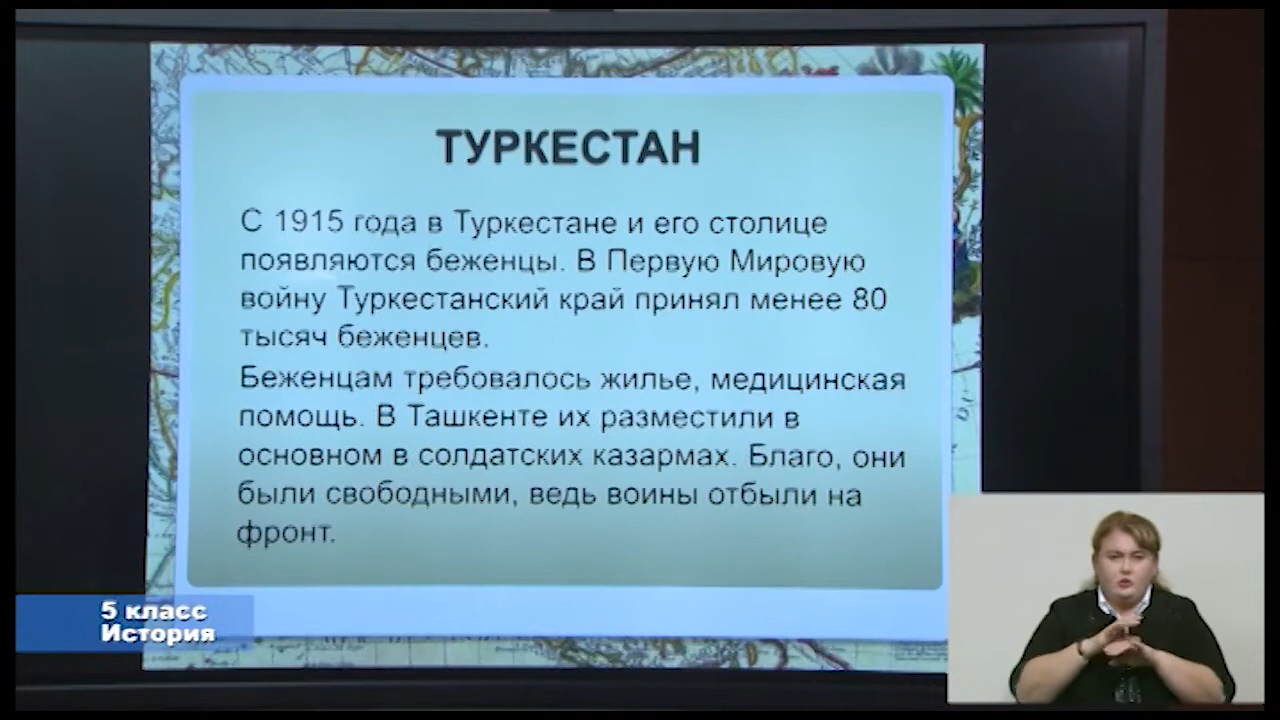 ТУРКЕСТАН
С 1915 года в Туркестане и его столице
появляются беженцы. В Первую Мировую
войну Туркестанский край принял менее 80
тысяч беженцев.
Беженцам требовалось жилье, медицинская
помощь. В Ташкенте их разместили в
основном в солдатских казармах. Благо, они
были свободными, ведь воины отбыли на
фронт.
5 класс
История